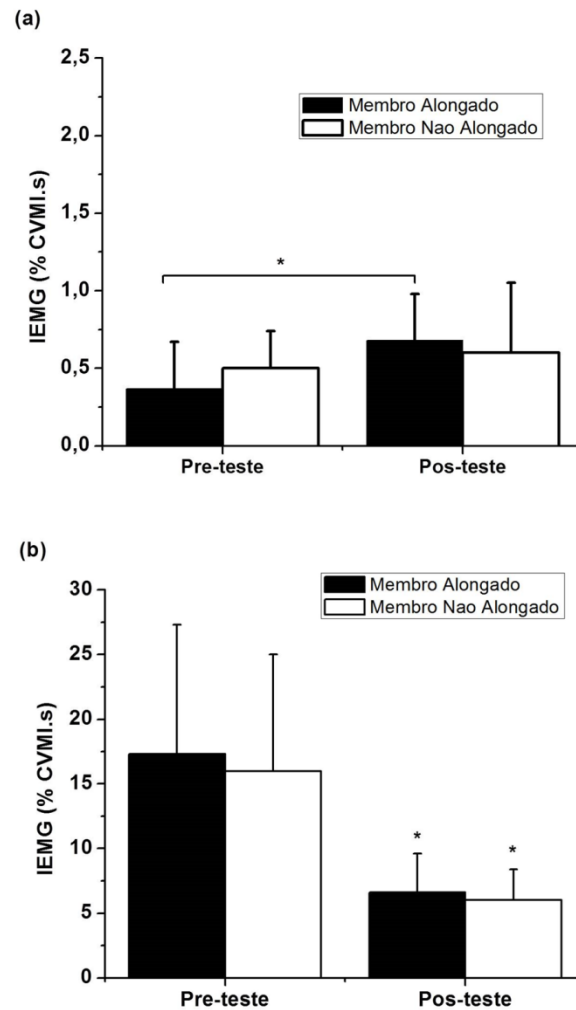 (a)
2,5
2,0
1,5
1,0
0,5
0,0
IEMG (% CVMI.s)
Membro Alongado
Membro Nao Alongado
*
Pre-teste
Pos-teste
(b)
30
25
20
15
10
5
0
IEMG (% CVMI.s)
Membro Alongado
Membro Nao Alongado
*
*
Pre-teste
Pos-teste